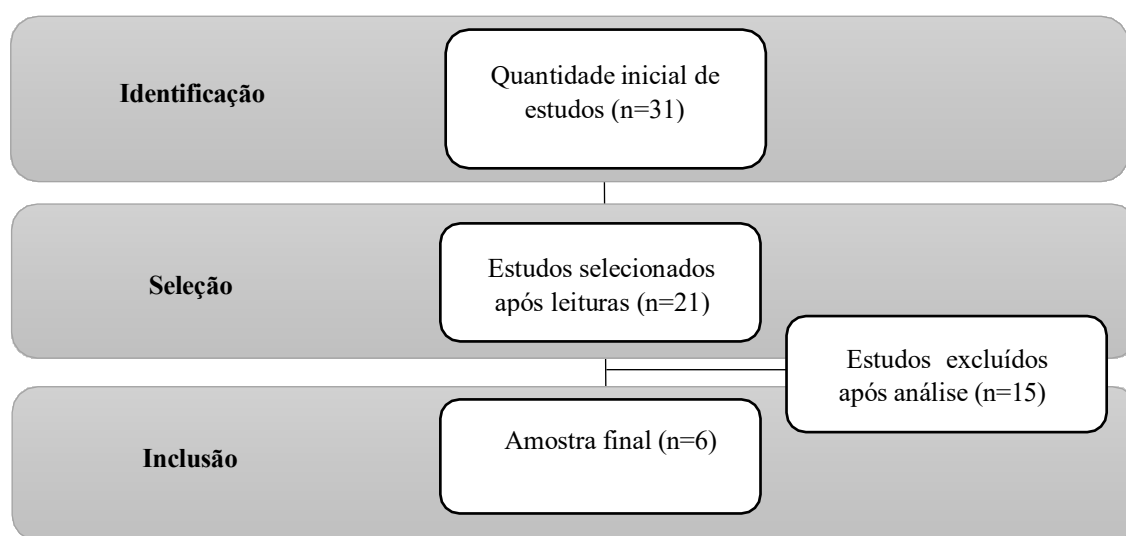 Identificação
Quantidade inicial de
estudos (n=31)
Seleção
Estudos selecionados
após leituras (n=21)
Estudos excluídos
após análise (n=15)
Inclusão
Amostra final (n=6)